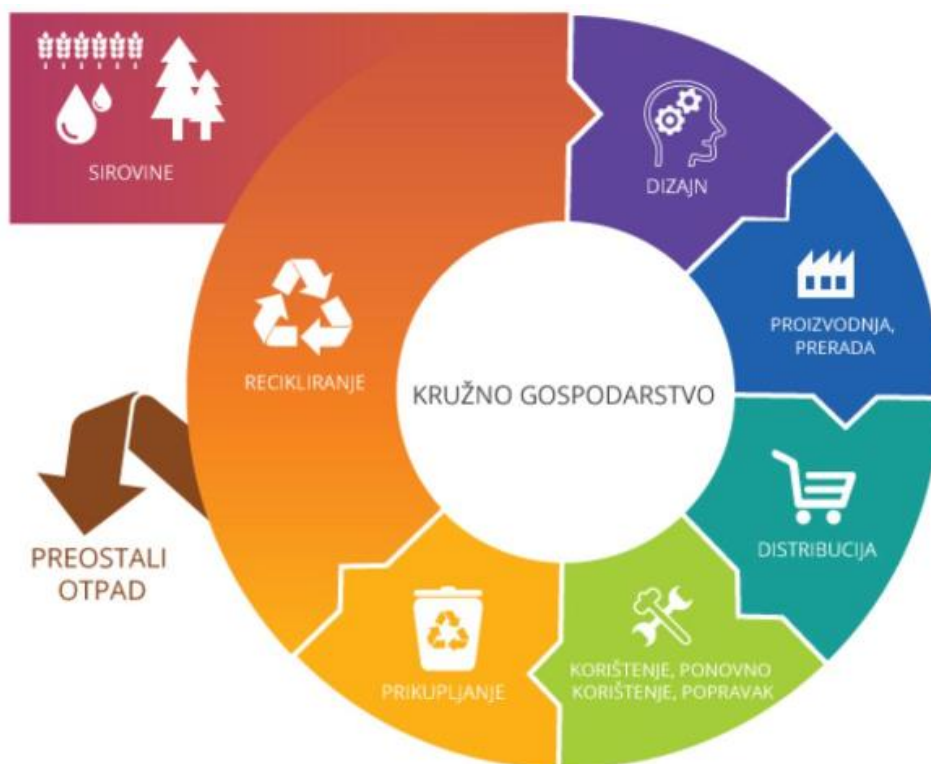 SIROVINE
DIZAJN
PROIZVODNJA,
PRERADA
RECIKLIRANJE
KRUŽNO GOSPODARSTVO
DISTRIBUCIJA
PREOSTALI
OTPAD
KORIŠTENJE, PONOVNO
KORIŠTENJE, POPRAVAK
PRIKUPLJANJE